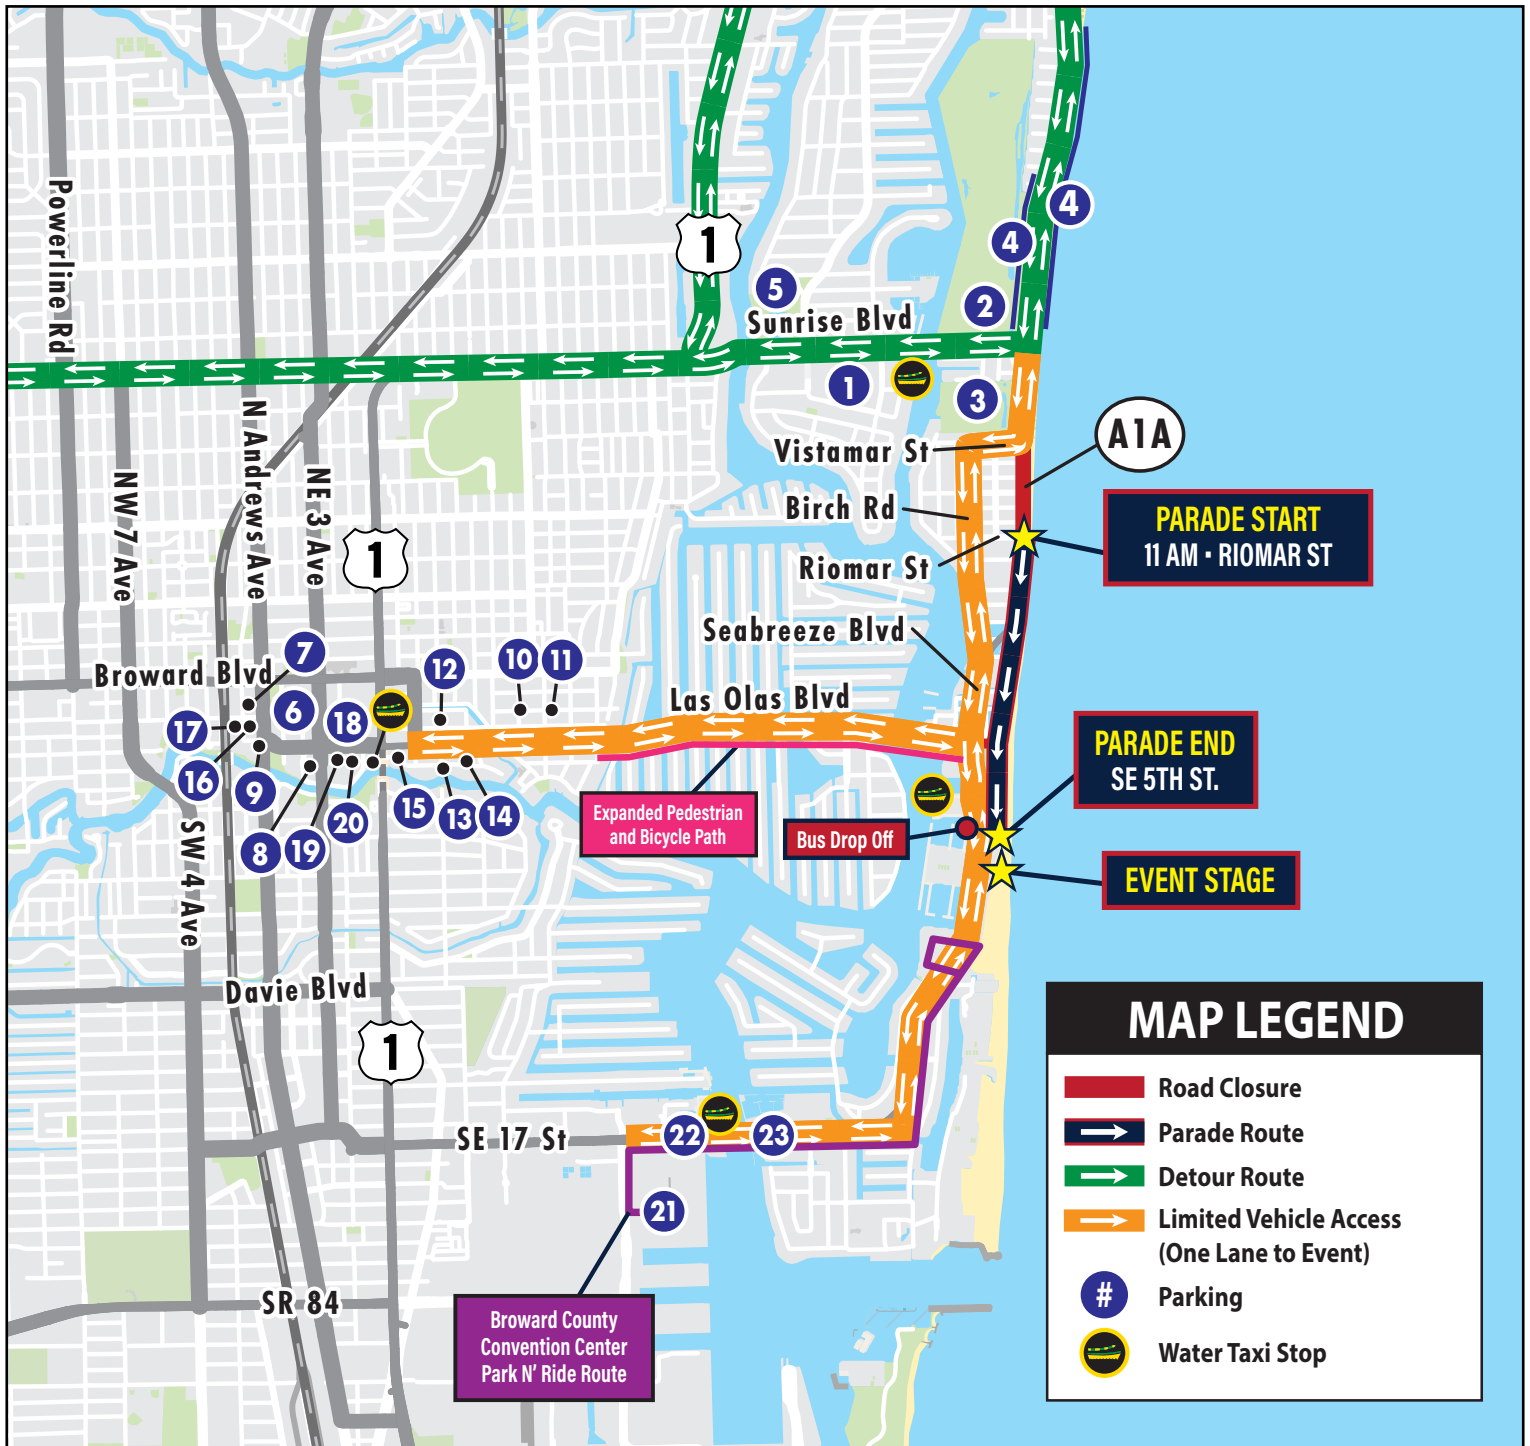 Powerline Rd
1
4
4
5
2
Sunrise Blvd
1
3
N Andrews Ave
NE 3 Ave
NW 7 Ave
Vistamar St
A1A
Birch Rd
PARADE START
11 AM · RIOMAR ST
1
Riomar St
Seabreeze Blvd
7
12
10
11
Broward Blvd
6
18
17
Las Olas Blvd
16
9
15
13
14
20
8
19
PARADE END
SE 5TH ST.
Expanded Pedestrian
and Bicycle Path
Bus Drop Off
EVENT STAGE
SW 4 Ave
Davie Blvd
1
SE 17 St
22
23
21
SR 84
Broward County
Convention Center
Park N' Ride Route
MAP LEGEND
Road Closure
Parade Route
Detour Route
Limited Vehicle Access
(One Lane to Event)
# Parking
Water Taxi Stop